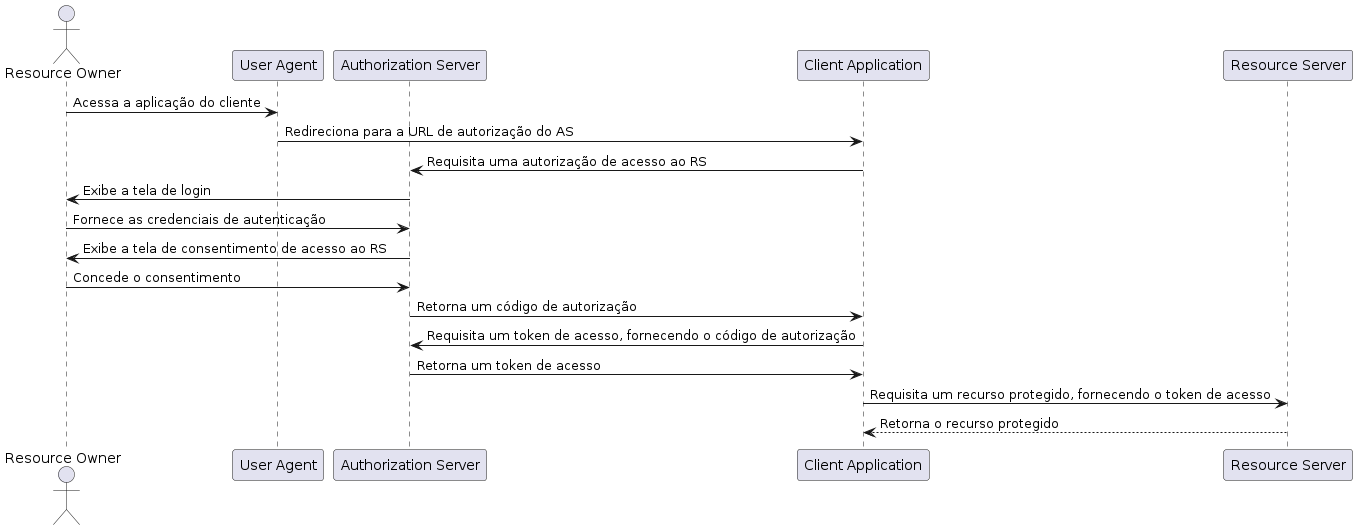 Resource Owner
User Agent
Authorization Server
Client Application
Resource Server
Acessa a aplicação do cliente
Redireciona para a URL de autorização do AS
Requisita uma autorização de acesso ao RS
Exibe a tela de login
Fornece as credenciais de autenticação
Exibe a tela de consentimento de acesso ao RS
Concede o consentimento
Retorna um código de autorização
Requisita um token de acesso, fornecendo o código de autorização
Retorna um token de acesso
Requisita um recurso protegido, fornecendo o token de acesso
Retorna o recurso protegido
Resource Owner
User Agent
Authorization Server
Client Application
Resource Server